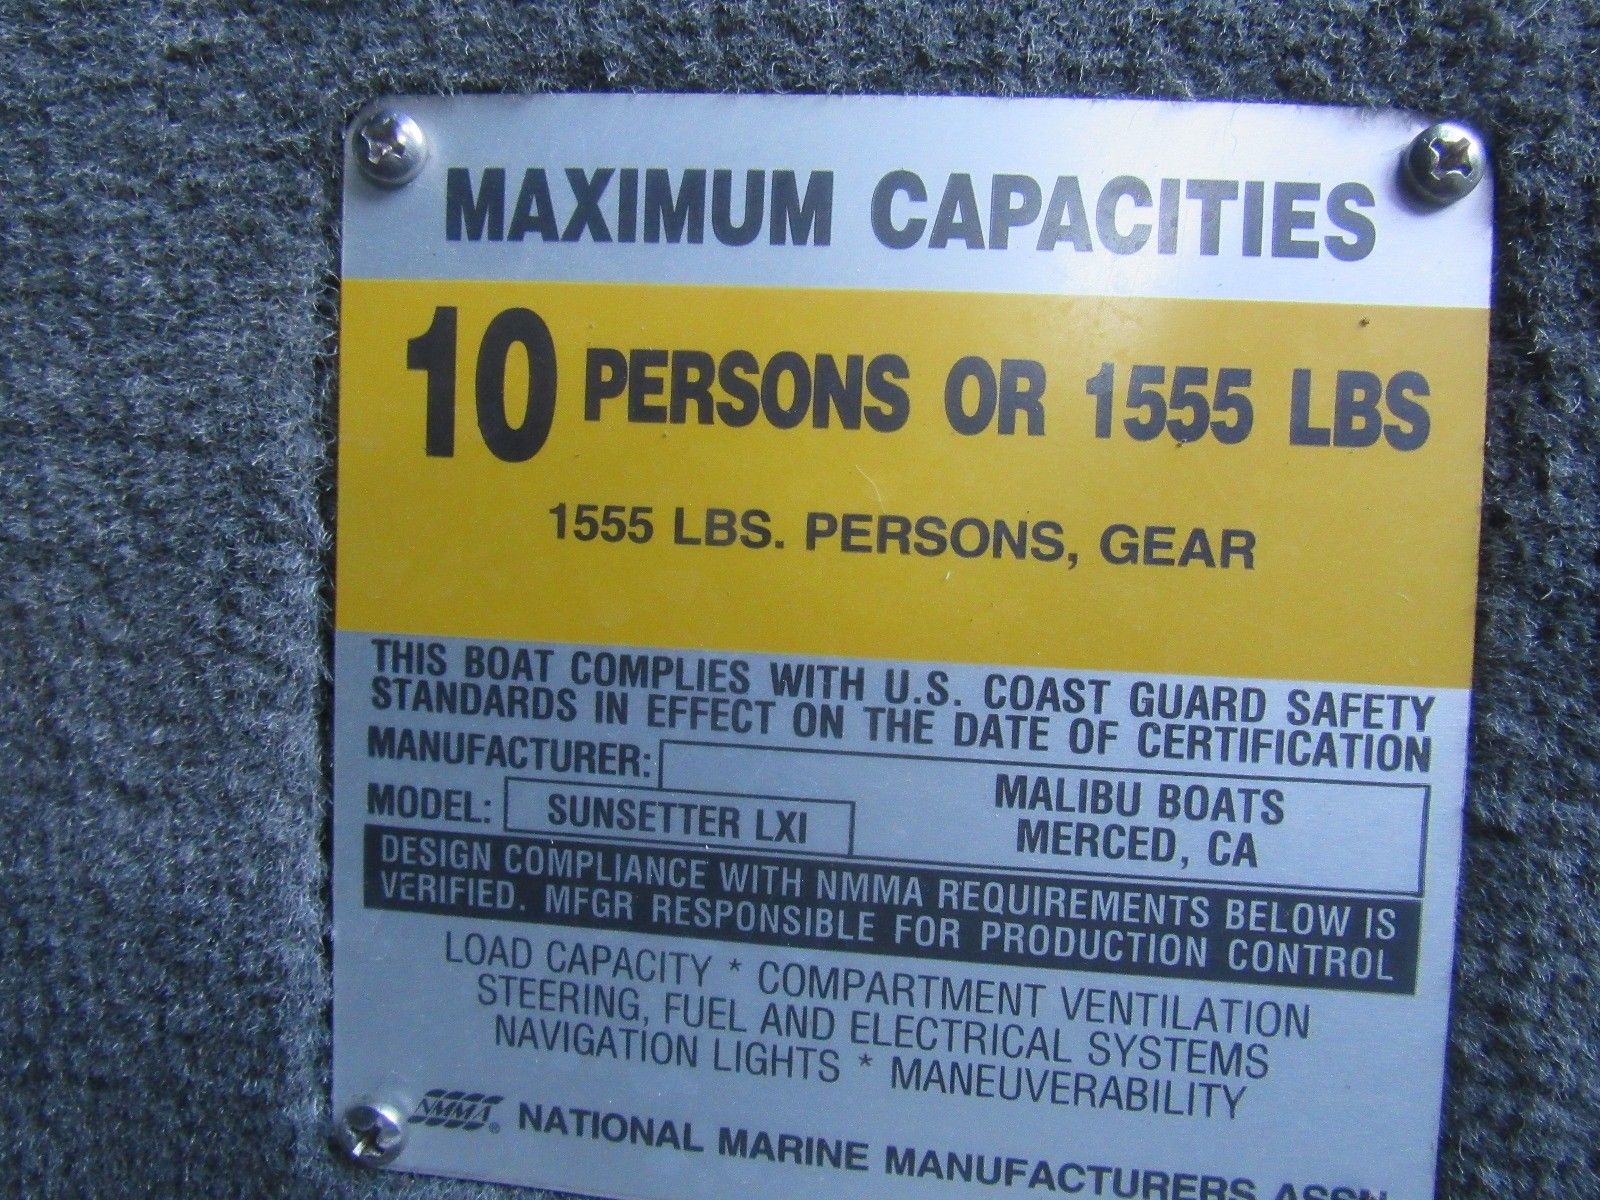 MAXIMUM CAPACITIES
10 PERSONS OR 1555 LBS
1555 LBS. PERSONS, GEAR
THIS BOAT COMPLIES WITH U.S. COAST GUARD SAFETY
STANDARDS IN EFFECT ON THE DATE OF CERTIFICATION
MANUFACTURER:
MALIBU BOATS
MERCED, CA
MODEL: SUNSETTER LXI
DESIGN COMPLIANCE WITH NMMA REQUIREMENTS BELOW IS
VERIFIED. MFGR RESPONSIBLE FOR PRODUCTION CONTROL
LOAD CAPACITY * COMPARTMENT VENTILATION
STEERING, FUEL AND ELECTRICAL SYSTEMS
NAVIGATION LIGHTS * MANEUVERABILITY
NMMA® NATIONAL MARINE MANUFACTURERS ASSN